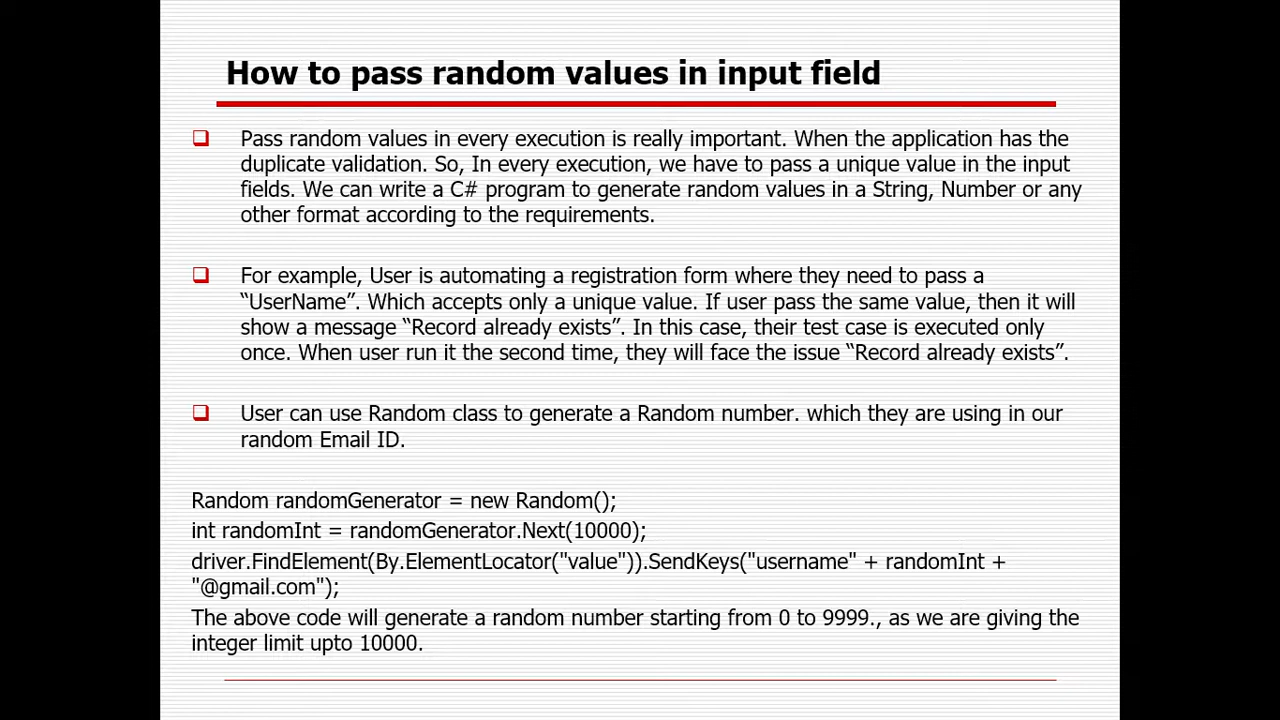 How to pass random values in input field
Pass random values in every execution is really important. When the application has the
duplicate validation. So, In every execution, we have to pass a unique value in the input
fields. We can write a C# program to generate random values in a String, Number or any
other format according to the requirements.
For example, User is automating a registration form where they need to pass a
“UserName”. Which accepts only a unique value. If user pass the same value, then it will
show a message “Record already exists”. In this case, their test case is executed only
once. When user run it the second time, they will face the issue “Record already exists”.
User can use Random class to generate a Random number. which they are using in our
random Email ID.
Random randomGenerator = new Random();
int randomInt = randomGenerator.Next(10000);
driver.FindElement(By.ElementLocator("value")).SendKeys("username" + randomInt +
"@gmail.com");
The above code will generate a random number starting from 0 to 9999., as we are giving the
integer limit upto 10000.